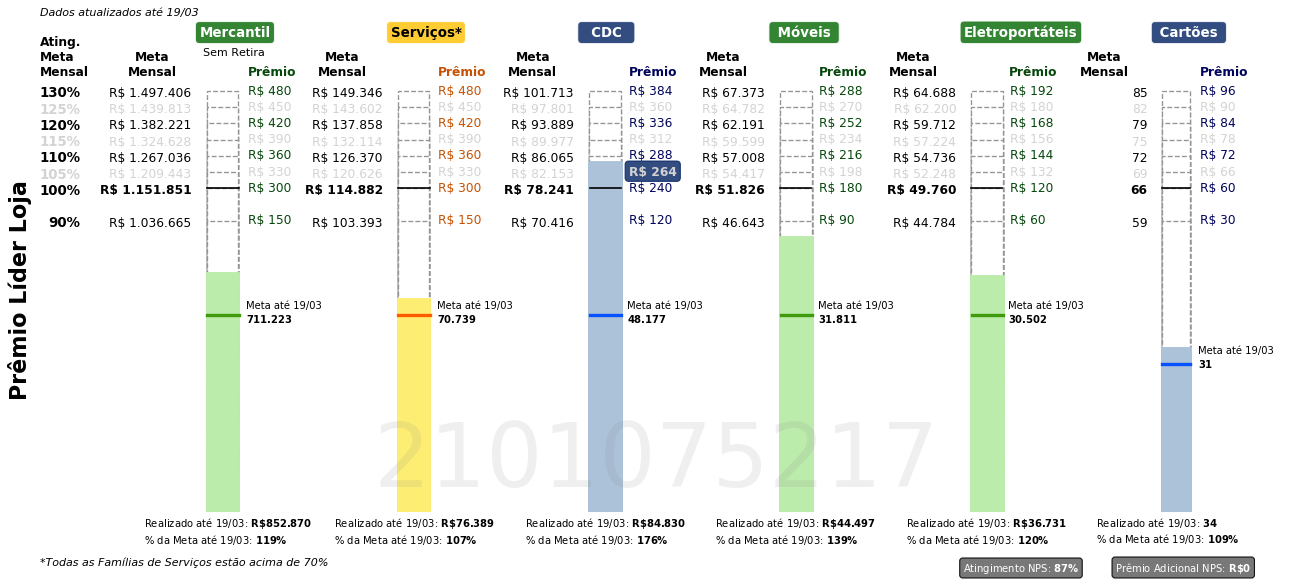 Dados atualizados até 19/03
Mercantil Serviços* CDC Móveis Eletroportáteis Cartões
Sem Retira
Ating. Meta Mensal
Meta Mensal Prêmio Meta Mensal Prêmio Meta Mensal Prêmio Meta Mensal Prêmio Meta Mensal Prêmio Meta Mensal Prêmio
130% R$ 1.497.406 R$ 480 R$ 149.346 R$ 480 R$ 101.713 R$ 384 R$ 67.373 R$ 288 R$ 64.688 R$ 192 85 R$ 96
125% R$ 1.439.813 R$ 450 R$ 143.602 R$ 450 R$ 97.801 R$ 360 R$ 64.782 R$ 270 R$ 62.200 R$ 180 82 R$ 90
120% R$ 1.382.221 R$ 420 R$ 137.858 R$ 420 R$ 93.889 R$ 336 R$ 62.191 R$ 252 R$ 59.712 R$ 168 79 R$ 84
115% R$ 1.324.628 R$ 390 R$ 132.114 R$ 390 R$ 89.977 R$ 312 R$ 59.599 R$ 234 R$ 57.224 R$ 156 75 R$ 78
110% R$ 1.267.036 R$ 360 R$ 126.370 R$ 360 R$ 86.065 R$ 288 R$ 57.008 R$ 216 R$ 54.736 R$ 144 72 R$ 72
105% R$ 1.209.443 R$ 330 R$ 120.626 R$ 330 R$ 82.153 R$ 264 R$ 54.417 R$ 198 R$ 52.248 R$ 132 69 R$ 66
100% R$ 1.151.851 R$ 300 R$ 114.882 R$ 300 R$ 78.241 R$ 240 R$ 51.826 R$ 180 R$ 49.760 R$ 120 66 R$ 60
90% R$ 1.036.665 R$ 150 R$ 103.393 R$ 150 R$ 70.416 R$ 120 R$ 46.643 R$ 90 R$ 44.784 R$ 60 59 R$ 30
Prêmio Líder Loja
Meta até 19/03 Meta até 19/03 Meta até 19/03 Meta até 19/03 Meta até 19/03
711.223 70.739 48.177 31.811 30.502
Meta até 19/03
31
2101075217
Realizado até 19/03: R$852.870 Realizado até 19/03: R$76.389 Realizado até 19/03: R$84.830 Realizado até 19/03: R$44.497 Realizado até 19/03: R$36.731 Realizado até 19/03: 34
% da Meta até 19/03: 119% % da Meta até 19/03: 107% % da Meta até 19/03: 176% % da Meta até 19/03: 139% % da Meta até 19/03: 120% % da Meta até 19/03: 109%
*Todas as Famílias de Serviços estão acima de 70%
Atingimento NPS: 87% Prêmio Adicional NPS: R$0